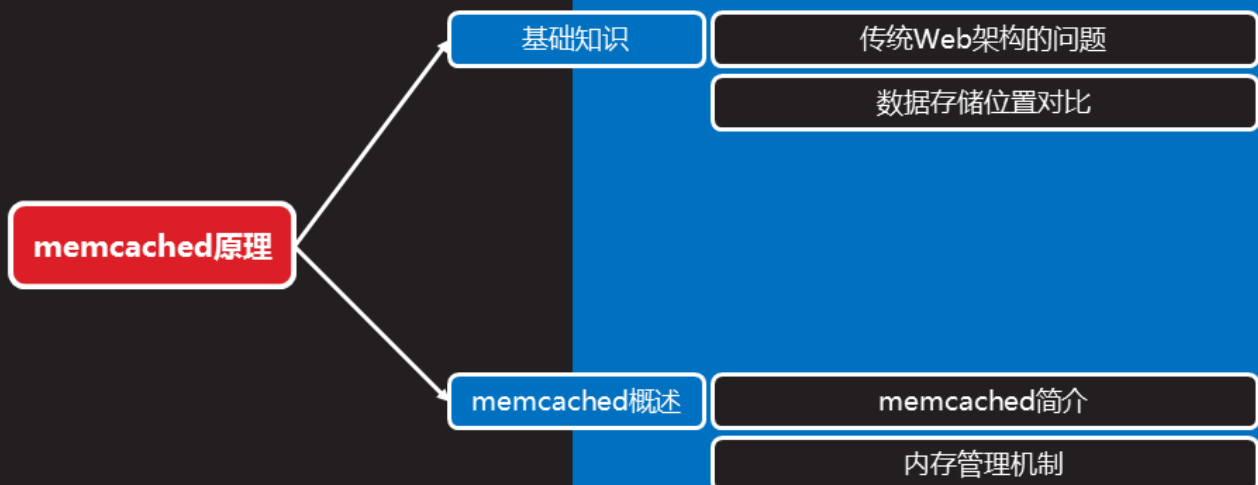 基础知识
传统Web架构的问题
数据存储位置对比
memcached原理
memcached概述
memcached简介
内存管理机制